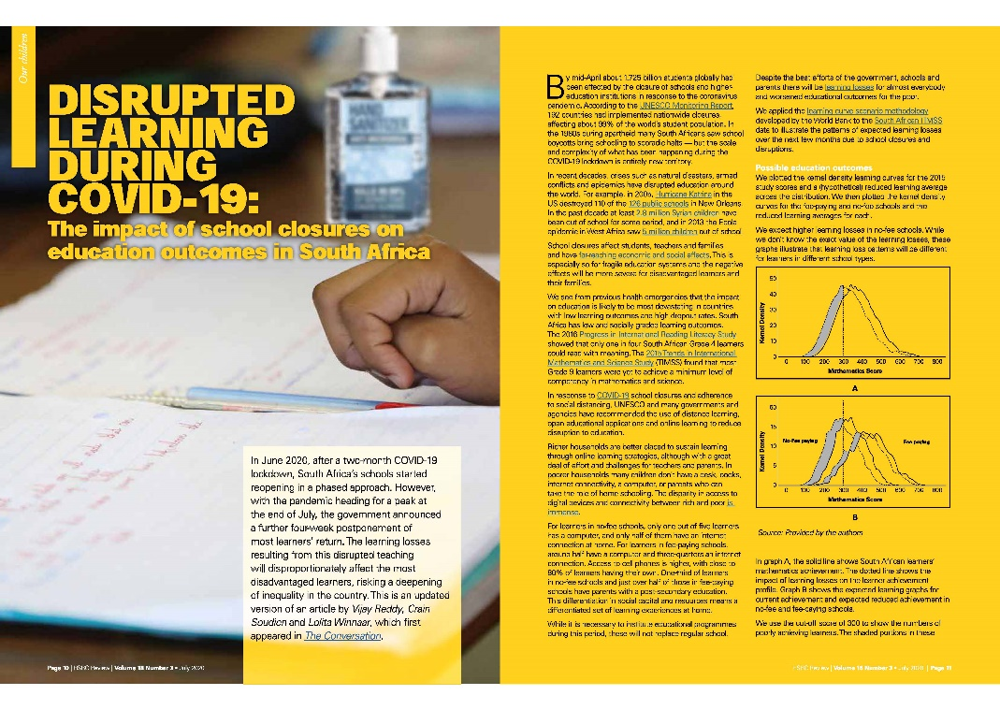 Our children
DISRUPTED
LEARNING
DURING
COVID-19:
The impact of school closures on
education outcomes in South Africa
In June 2020, after a two-month COVID-19
lockdown, South Africa's schools started
reopening in a phased approach. However,
with the pandemic heading for a peak at
the end of July, the government announced
a further four-week postponement of
most learners' return. The learning losses
resulting from this disrupted teaching
will disproportionately affect the most
disadvantaged learners, risking a deepening
of inequality in the country. This is an updated
version of an article by Vijay Reddy, Crain
Soudien and Lolita Winnaar, which first
appeared in The Conversation.
Page 10 | HSRC Review | Volume 18 Number 3 • July 2020
By mid-April about 1.725 billion students globally had
been affected by the closure of schools and higher
education institutions in response to the coronavirus
pandemic. According to the UNESCO Monitoring Report,
192 countries had implemented nationwide closures,
affecting about 99% of the world's student population. In
the 1980s during apartheid many South Africans saw school
boycotts bring schooling to sporadic halts — but the scale
and complexity of what has been happening during the
COVID-19 lockdown is entirely new territory.
In recent decades, crises such as natural disasters, armed
conflicts and epidemics have disrupted education around
the world. For example, in 2005, Hurricane Katrina in the
US destroyed 110 of the 126 public schools in New Orleans.
In the past decade at least 2.8 million Syrian children have
been out of school for some period, and in 2013 the Ebola
epidemic in West Africa saw 5 million children out of school.
School closures affect students, teachers and families
and have far-reaching economic and social effects. This is
especially so for fragile education systems and the negative
effects will be more severe for disadvantaged learners and
their families.
We see from previous health emergencies that the impact
on education is likely to be most devastating in countries
with low learning outcomes and high dropout rates. South
Africa has low and socially graded learning outcomes.
The 2016 Progress in International Reading Literacy Study
showed that only one in four South African Grade 4 learners
could read with meaning. The 2015 Trends in International
Mathematics and Science Study (TIMSS) found that most
Grade 9 learners were yet to achieve a minimum level of
competency in mathematics and science.
In response to COVID-19 school closures and adherence
to social distancing, UNESCO and many governments and
agencies have recommended the use of distance learning,
open educational applications and online learning to reduce
disruption to education.
Richer households are better placed to sustain learning
through online learning strategies, although with a great
deal of effort and challenges for teachers and parents. In
poorer households many children don't have a desk, books,
internet connectivity, a computer, or parents who can
take the role of home schooling. The disparity in access to
digital devices and connectivity between rich and poor is
immense.
For learners in no-fee schools, only one out of five learners
has a computer, and only half of them have an internet
connection at home. For learners in fee-paying schools,
around half have a computer and three-quarters an internet
connection. Access to cell phones is higher, with close to
80% of learners having their own. One-third of learners
in no-fee schools and just over half of those in fee-paying
schools have parents with a post-secondary education.
This differentiation in social capital and resources means a
differentiated set of learning experiences at home.
While it is necessary to institute educational programmes
during this period, these will not replace regular school.
Despite the best efforts of the government, schools and
parents there will be learning losses for almost everybody
and worsened educational outcomes for the poor.
We applied the learning curve scenario methodology
developed by the World Bank to the South African TIMSS
data to illustrate the patterns of expected learning losses
over the next few months due to school closures and
disruptions.
Possible education outcomes
We plotted the kernel density learning curves for the 2015
study scores and a (hypothetical) reduced learning average
across the distribution. We then plotted the kernel density
curves for the fee-paying and no-fee schools and the
reduced learning averages for each.
We expect higher learning losses in no-fee schools. While
we don't know the exact value of the learning losses, these
graphs illustrate that learning loss patterns will be different
for learners in different school types.
50
40
30
20
10
0
Kernel Density
0 100 200 300 400 500 600 700 800
Mathematics Score
A
15
10
5
0
Kernel Density
No-fee paying
Fee paying
0 100 200 300 400 500 600 700 800
Mathematics Score
B
Source: Provided by the authors
In graph A, the solid line shows South African learners'
mathematics achievement. The dotted line shows the
impact of learning losses on the learner achievement
profile. Graph B shows the expected learning graphs for
current achievement and expected reduced achievement in
no-fee and fee-paying schools.
We use the cut-off score of 300 to show the numbers of
poorly achieving learners. The shaded portions in these
HSRC Review | Volume 18 Number 3 • July 2020 | Page 11